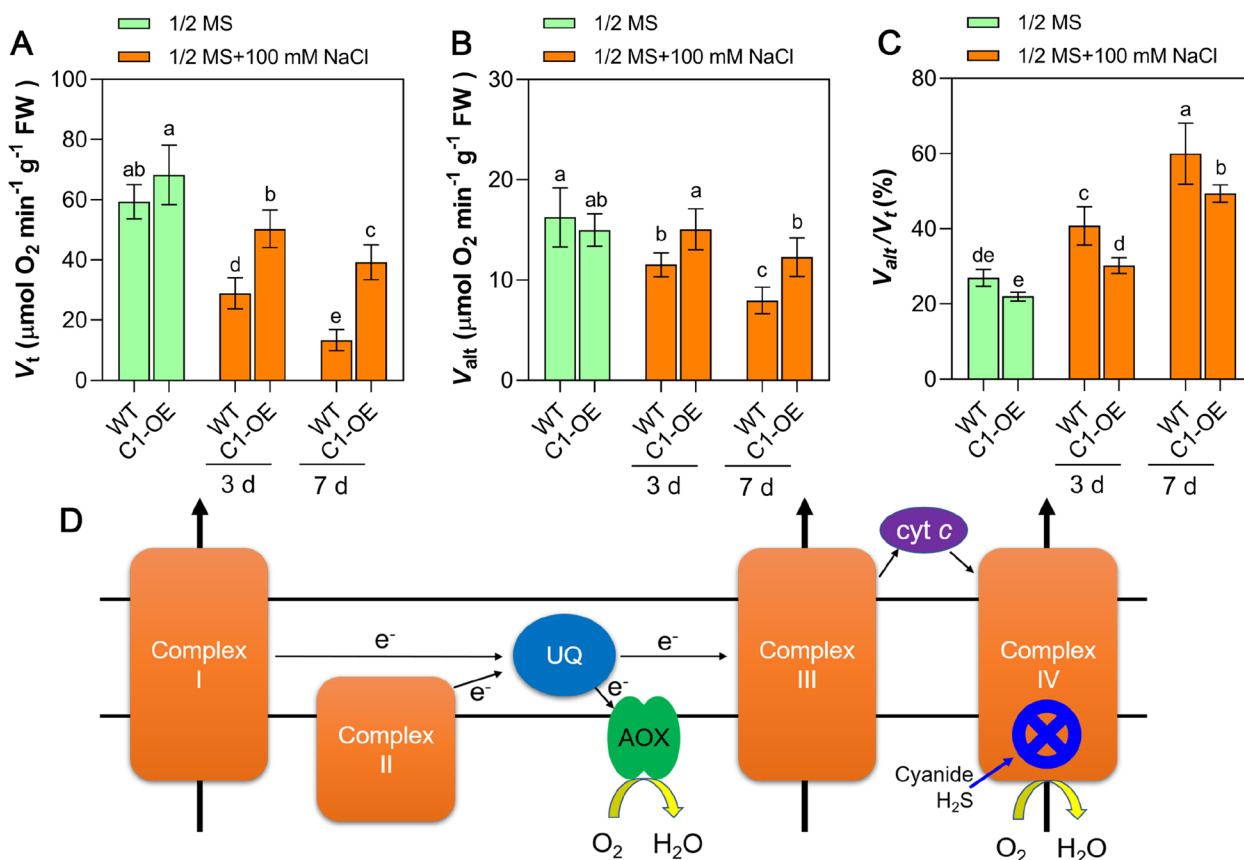 A
1/2 MS
1/2 MS+100 mM NaCl
Vt (μmol O2 min-1 g-1 FW)
100
80
60
40
20
0
ab
a
d
b
e
c
WT
C1-OE
WT
C1-OE
WT
C1-OE
3 d
7 d
B
1/2 MS
1/2 MS+100 mM NaCl
Valt (μmol O2 min-1 g-1 FW)
30
20
10
0
a
ab
b
a
c
b
WT
C1-OE
WT
C1-OE
WT
C1-OE
3 d
7 d
C
1/2 MS
1/2 MS+100 mM NaCl
Valt/Vt (%)
80
60
40
20
0
de
e
c
d
a
b
WT
C1-OE
WT
C1-OE
WT
C1-OE
3 d
7 d
D
Complex
I
e-
Complex
II
e-
UQ
e-
e-
AOX
O2
H2O
Complex
III
cyt c
Complex
IV
Cyanide
H2S
O2
H2O